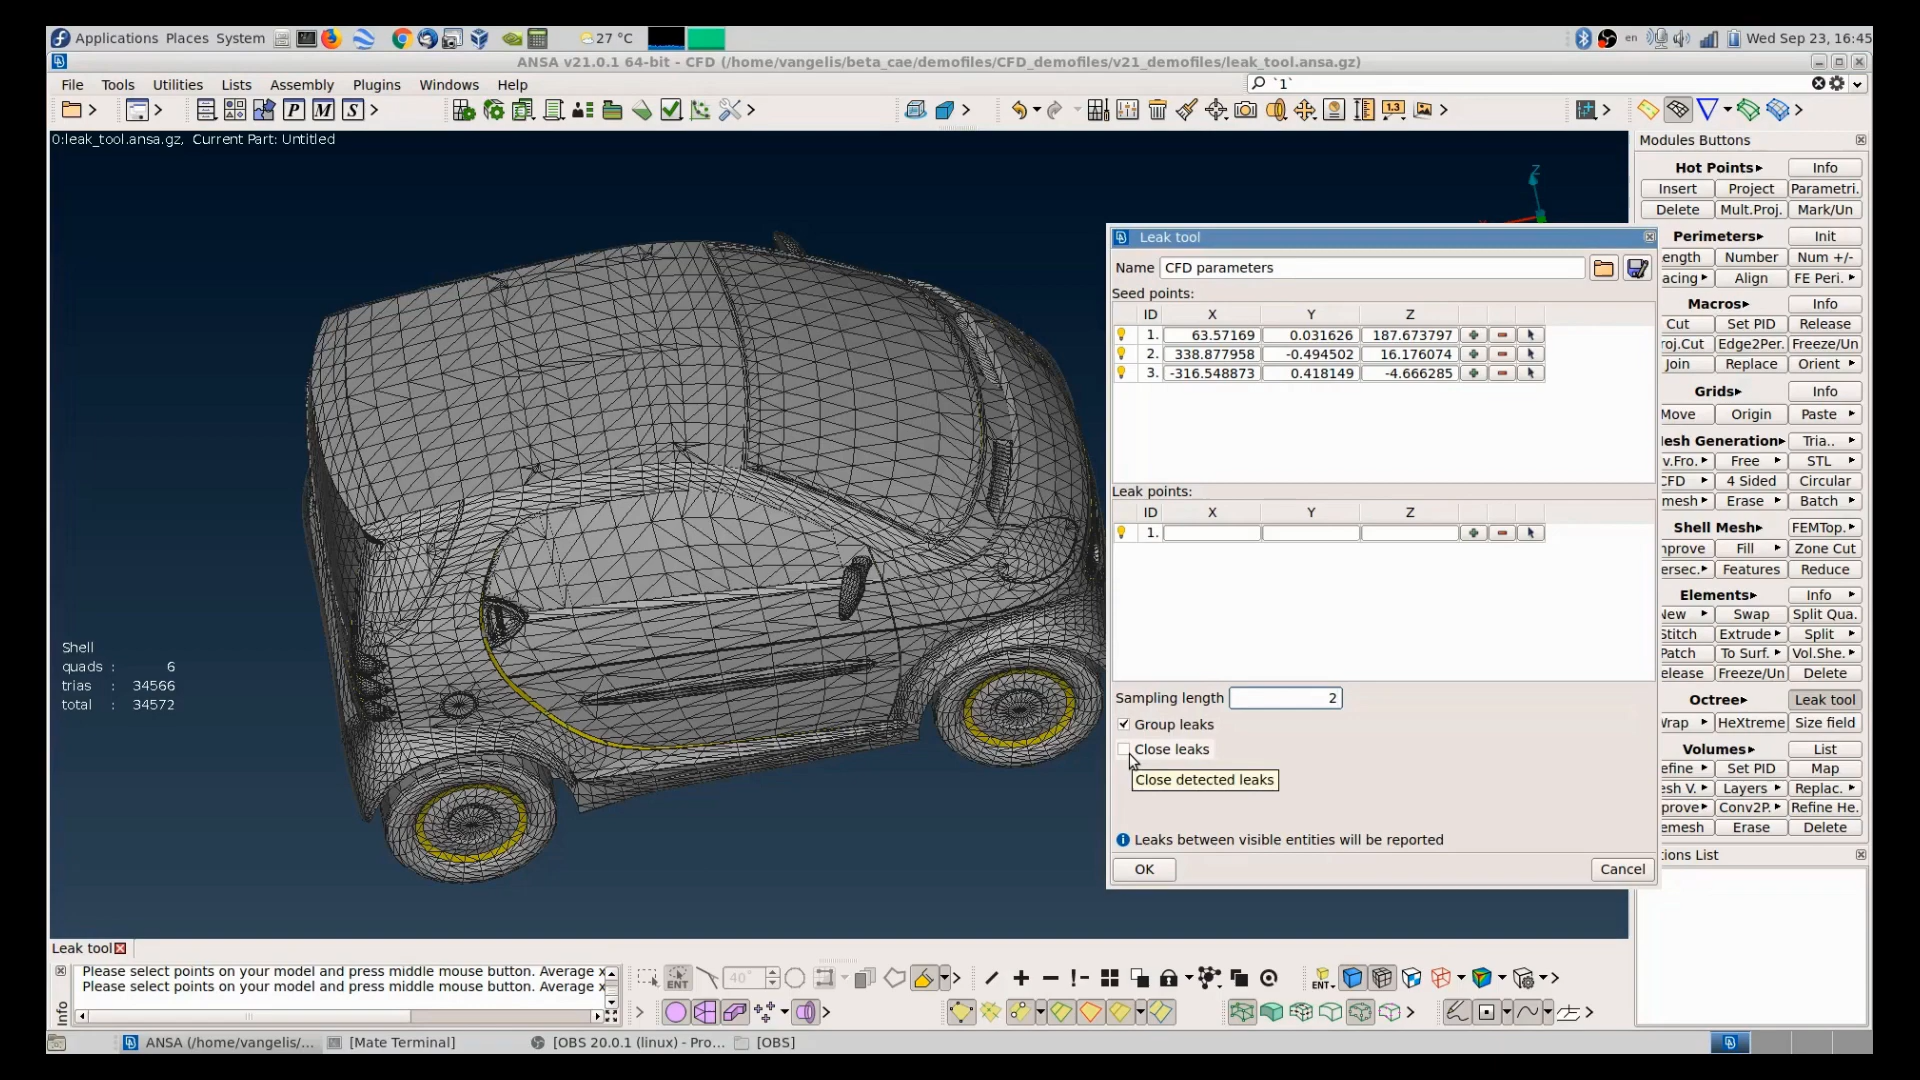 Applications Places System 27 °C en Wed Sep 23, 16:45
ANSA v21.0.1 64-bit - CFD (/home/vangelis/beta_cae/demofiles/CFD_demofiles/v21_demofiles/leak_tool.ansa.gz)
File Tools Utilities Lists Assembly Plugins Windows Help `1`
P M S 1.3
0:leak_tool.ansa.gz, Current Part: Untitled
Z
Shell
quads : 6
trias : 34566
total : 34572
Leak tool
Name CFD parameters
Seed points:
ID X Y Z
1. 63.57169 0.031626 187.673797
2. 338.877958 -0.494502 16.176074
3. -316.548873 0.418149 -4.666285
Leak points:
ID X Y Z
1.
Sampling length 2
Group leaks
Close leaks
Close detected leaks
Leaks between visible entities will be reported
OK Cancel
Modules Buttons
Hot Points Info
Insert Project Parametri.
Delete Mult.Proj. Mark/Un
Perimeters Init
ength Number Num +/-
acing Align FE Peri.
Macros Info
Cut Set PID Release
roj.Cut Edge2Per. Freeze/Un
Join Replace Orient
Grids Info
Move Origin Paste
lesh Generation Tria..
v.Fro. Free STL
CFD 4 Sided Circular
mesh Erase Batch
Shell Mesh FEMTop.
nprove Fill Zone Cut
ersec. Features Reduce
Elements Info
New Swap Split Qua.
Stitch Extrude Split
Patch To Surf. Vol.She.
elease Freeze/Un Delete
Octree Leak tool
Wrap HeXtreme Size field
Volumes List
efine Set PID Map
esh V. Layers Replac.
prove Conv2P. Refine He.
emesh Erase Delete
tions List
Leak tool
Please select points on your model and press middle mouse button. Average x
Please select points on your model and press middle mouse button. Average x
Info
ENT 40° ENT
ANSA (/home/vangelis/... [Mate Terminal] [OBS 20.0.1 (linux) - Pro... [OBS]